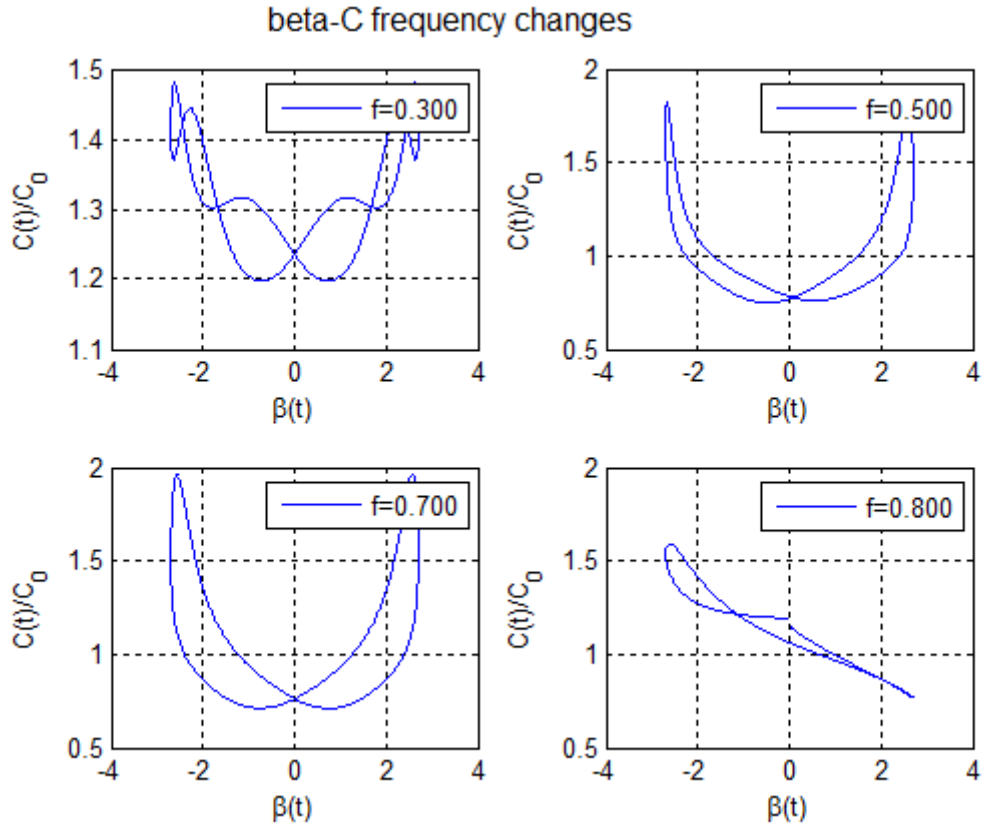 beta-C frequency changes
1.5
1.4
1.3
1.2
1.1
C(t)/C0
f=0.300
-4 -2 0 2 4
β(t)
2
1.5
1
0.5
C(t)/C0
f=0.500
-4 -2 0 2 4
β(t)
2
1.5
1
0.5
C(t)/C0
f=0.700
-4 -2 0 2 4
β(t)
2
1.5
1
0.5
C(t)/C0
f=0.800
-4 -2 0 2 4
β(t)